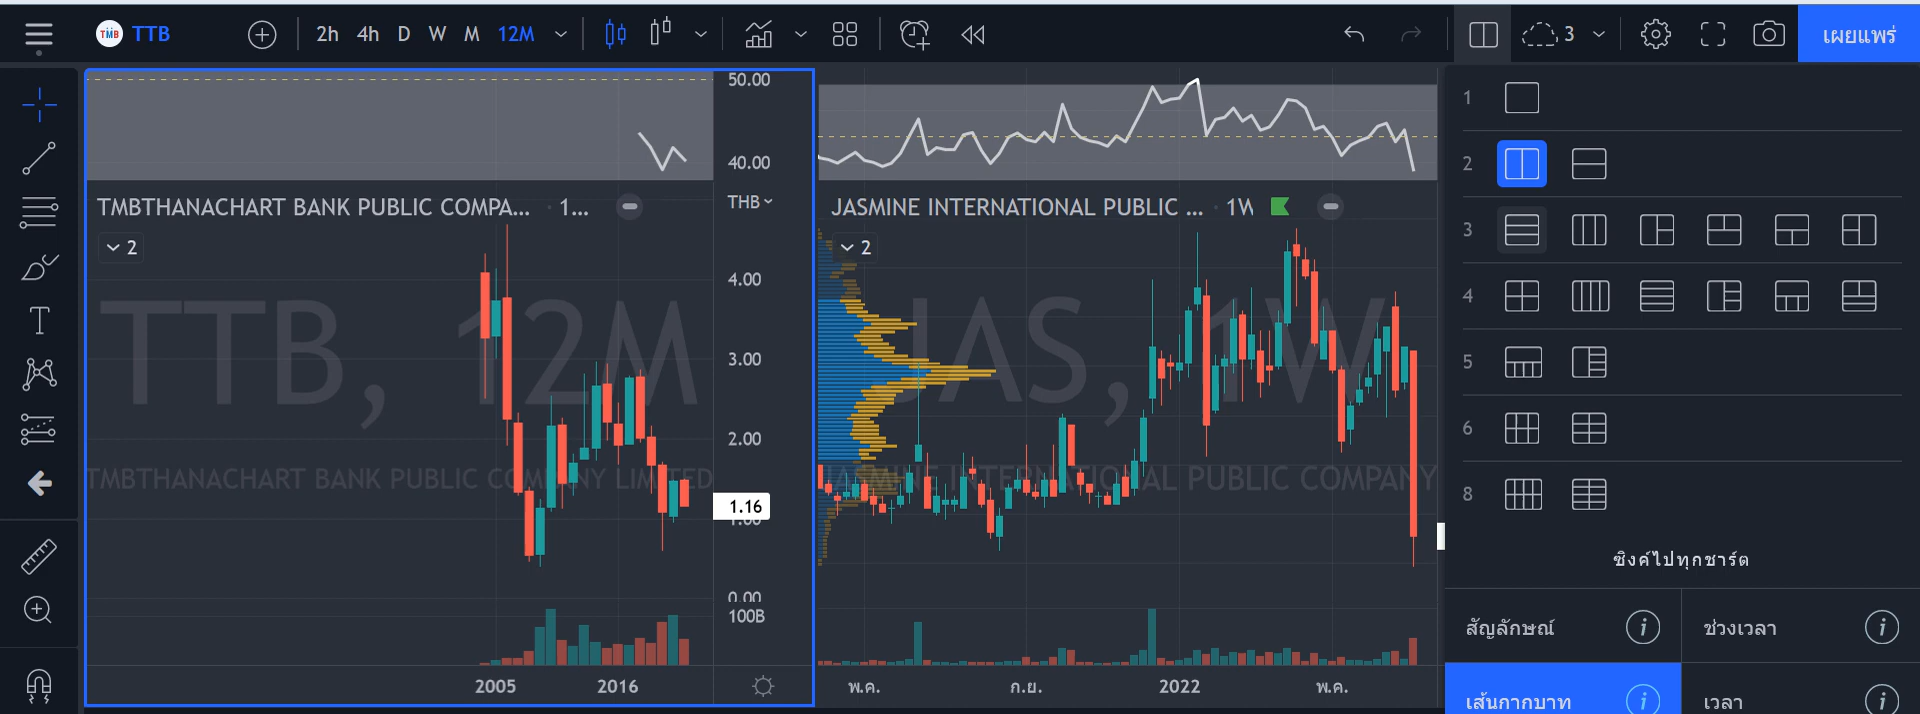 TMB TTB 2h 4h D W M 12M 3 เผยแพร่
50.00
40.00
TMBTHANACHART BANK PUBLIC COMPA... · 1...
THB
2
4.00
3.00
2.00
1.16
1.00
0.00
100B
TTB, 12M
TMBTHANACHART BANK PUBLIC COMPANY LIMITED
2005 2016
JASMINE INTERNATIONAL PUBLIC ... · 1W
2
JAS, 1W
JASMINE INTERNATIONAL PUBLIC COMPANY
พ.ค. ก.ย. 2022 พ.ค.
1
2
3
4
5
6
8
ซิงค์ไปทุกชาร์ต
สัญลักษณ์ i ช่วงเวลา i
เส้นกากบาท i เวลา i
T